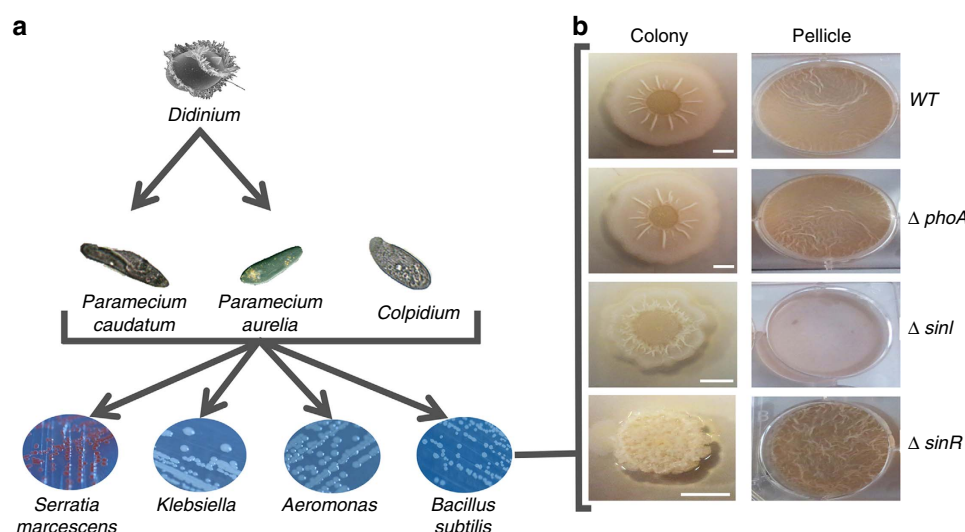 a
Didinium
Paramecium
caudatum
Paramecium
aurelia
Colpidium
Serratia
marcescens
Klebsiella
Aeromonas
Bacillus
subtilis
b
Colony
Pellicle
WT
Δ phoA
Δ sinI
Δ sinR